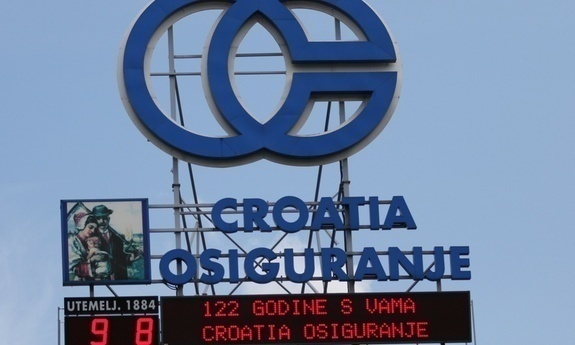 CROATIA
OSIGURANJE
UTEMELJ. 1884
98
122 GODINE S VAMA
CROATIA OSIGURANJE